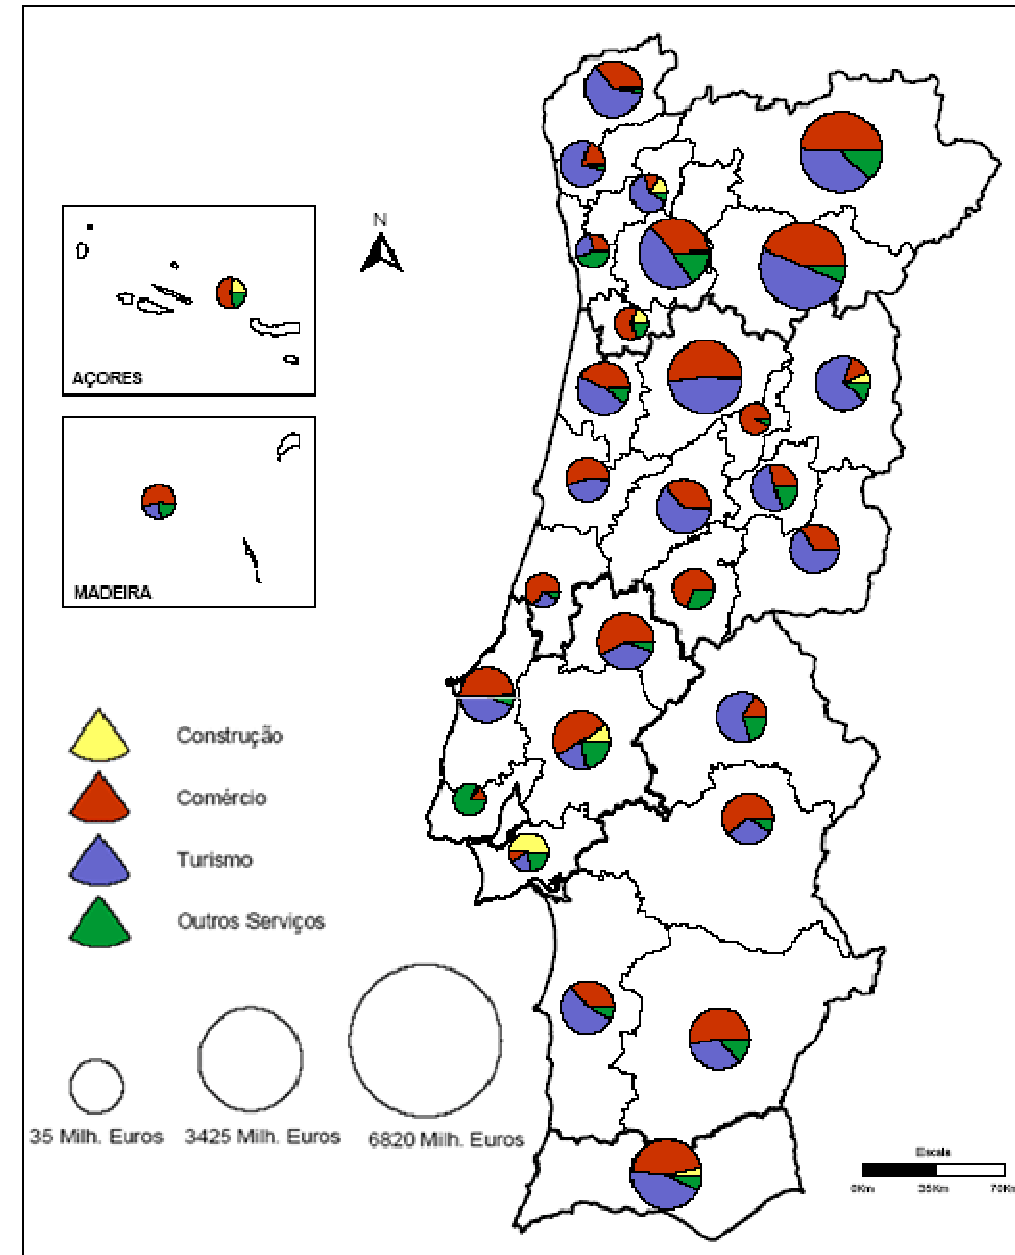 N
AÇORES
MADEIRA
Construção
Comércio
Turismo
Outros Serviços
35 Milh. Euros
3425 Milh. Euros
6820 Milh. Euros
Escala
0Km
35Km
70Km